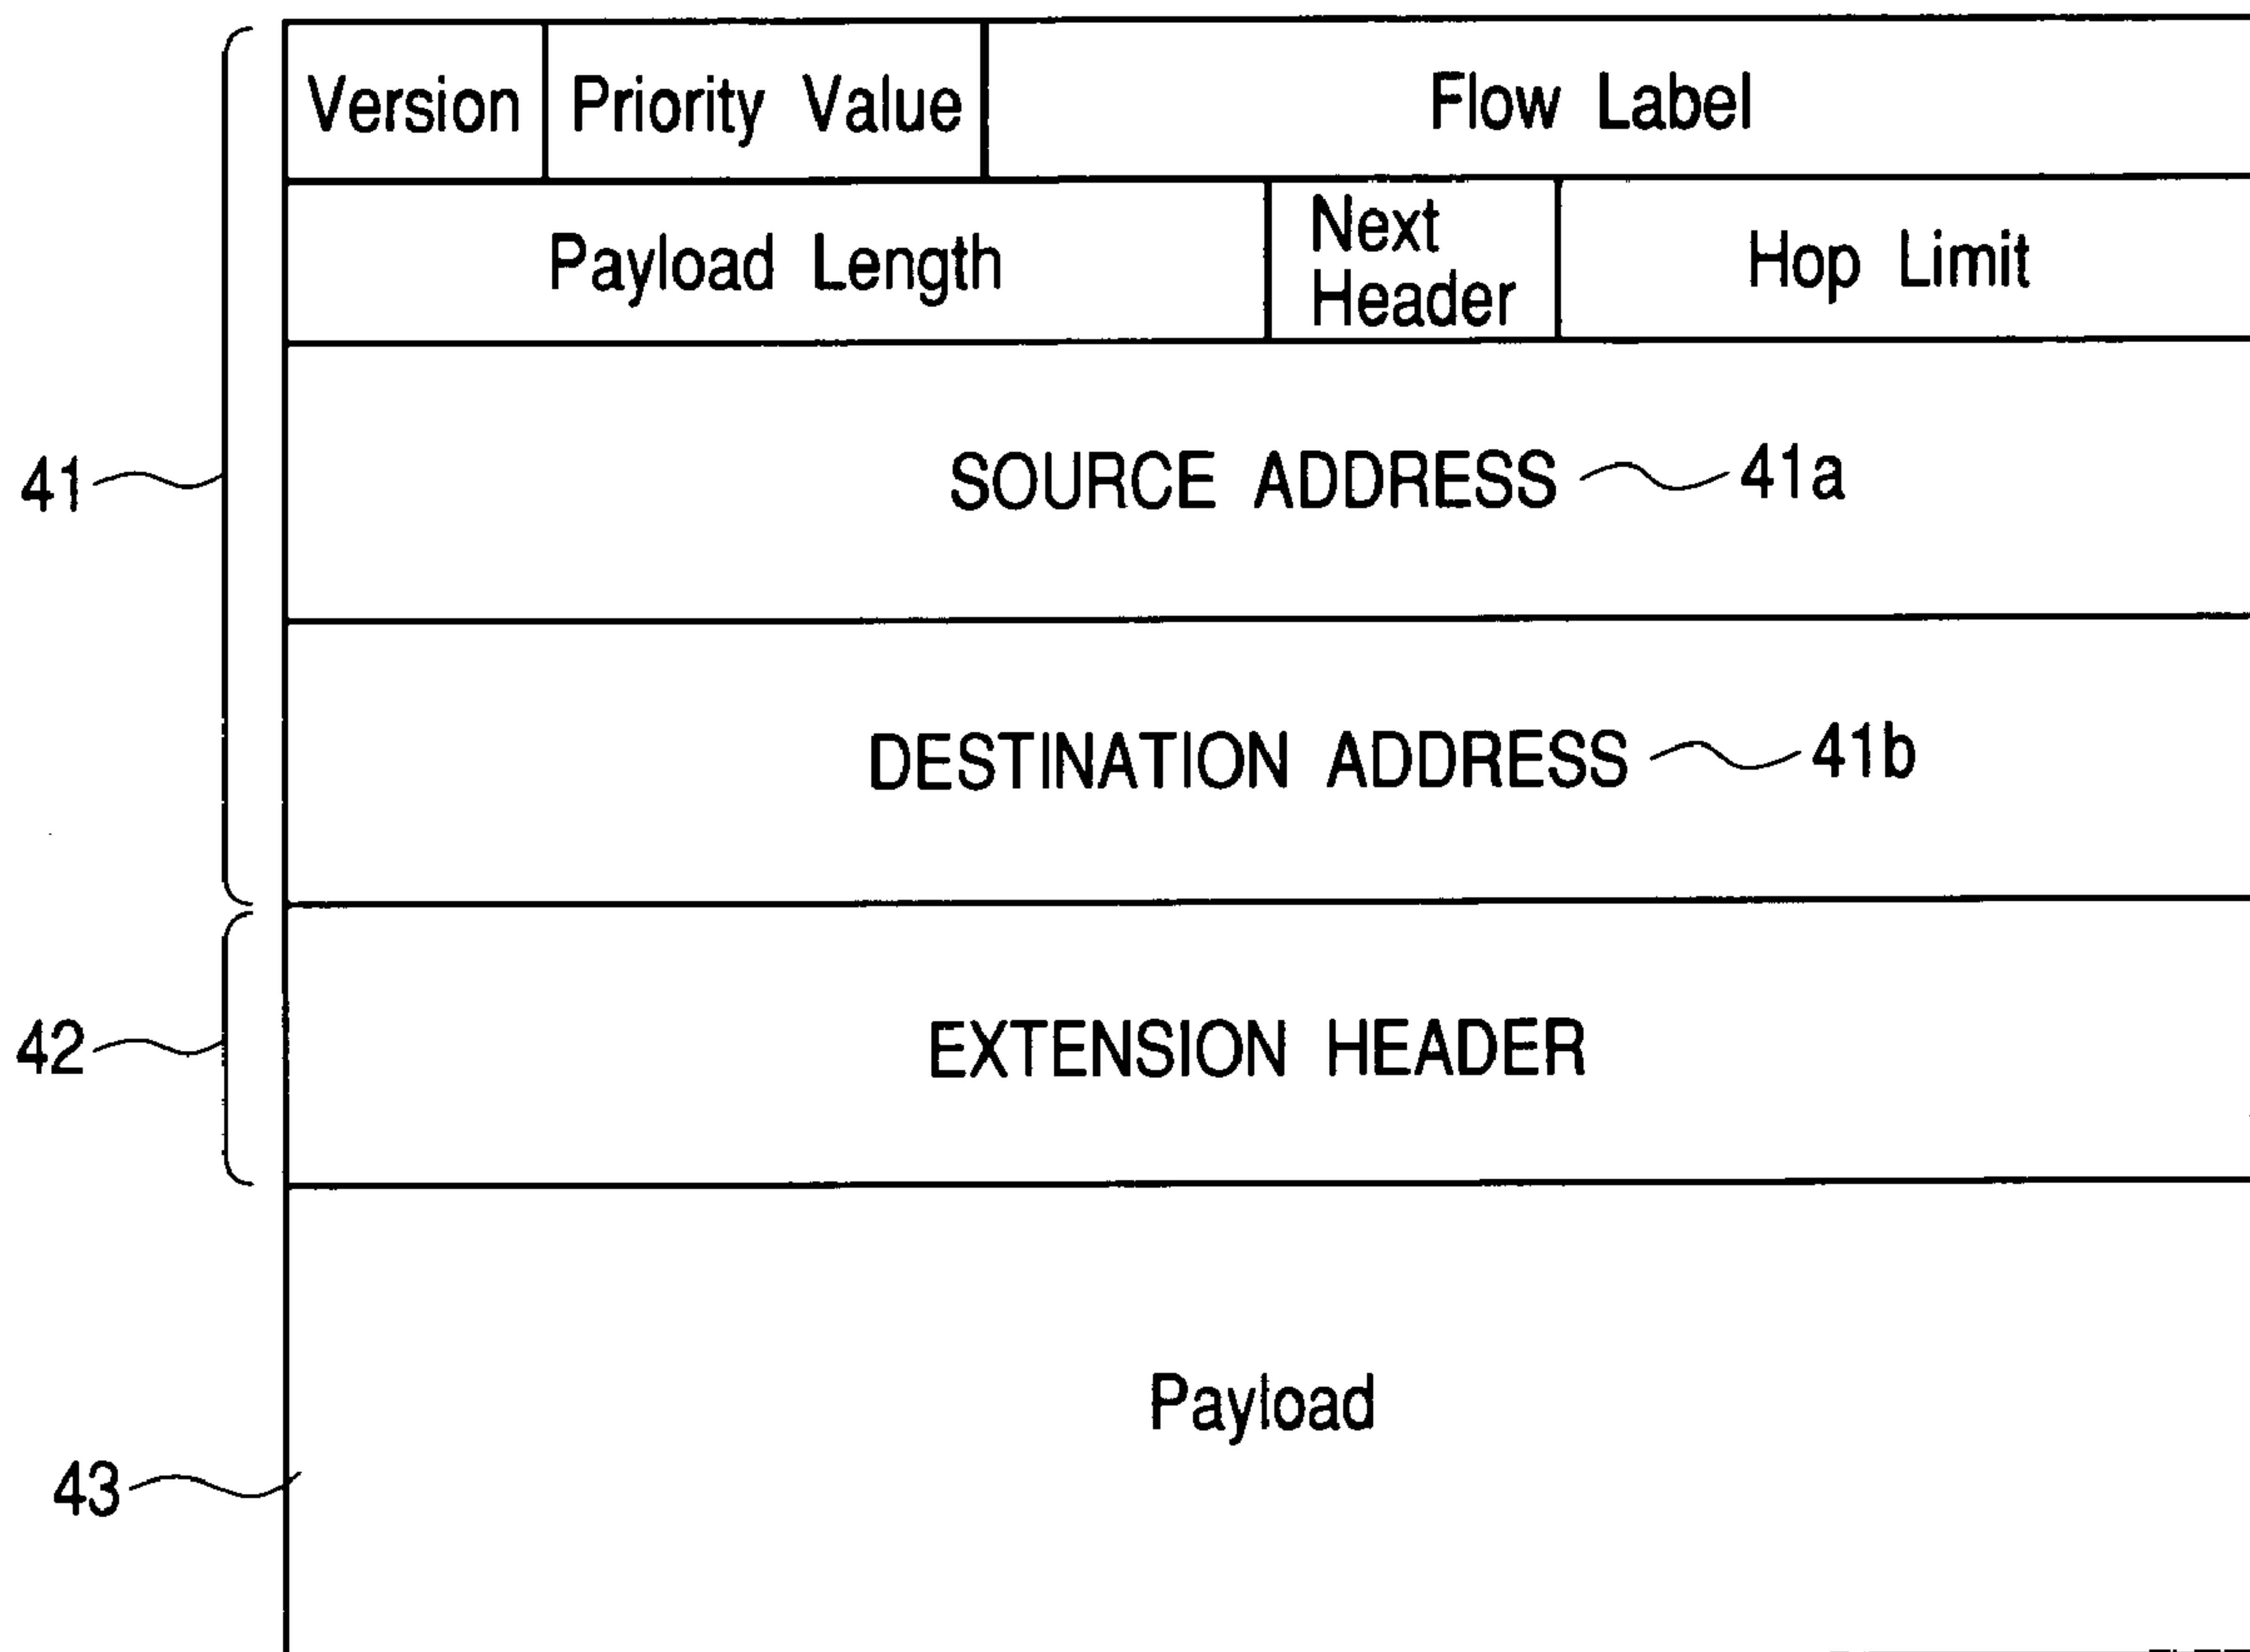 Version Priority Value Flow Label
Payload Length Next Header Hop Limit
41 SOURCE ADDRESS 41a
DESTINATION ADDRESS 41b
42 EXTENSION HEADER
Payload
43